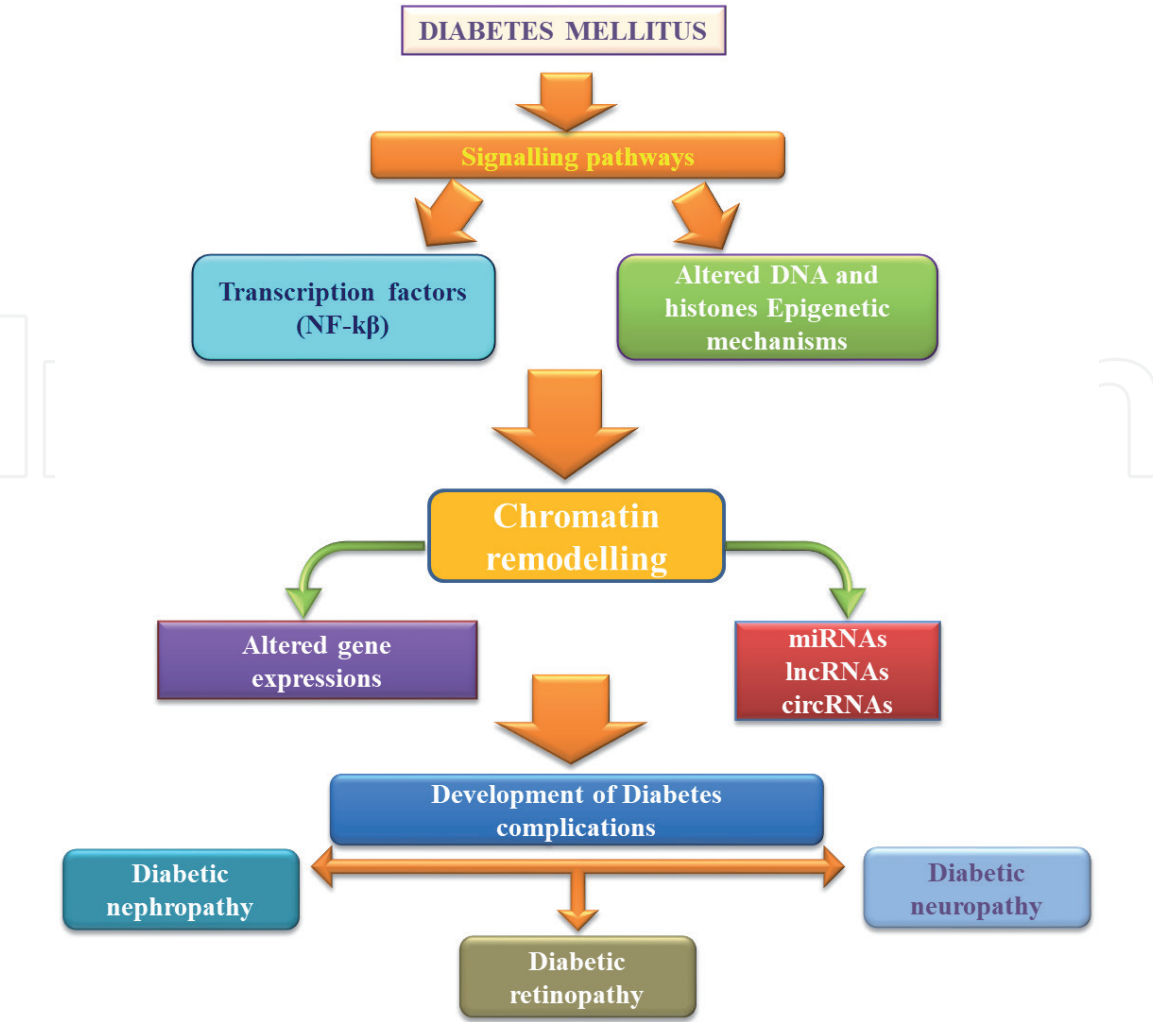 DIABETES MELLITUS
Signalling pathways
Transcription factors
(NF-kβ)
Altered DNA and
histones Epigenetic
mechanisms
Chromatin
remodelling
Altered gene
expressions
miRNAs
lncRNAs
circRNAs
Development of Diabetes
complications
Diabetic
nephropathy
Diabetic
neuropathy
Diabetic
retinopathy